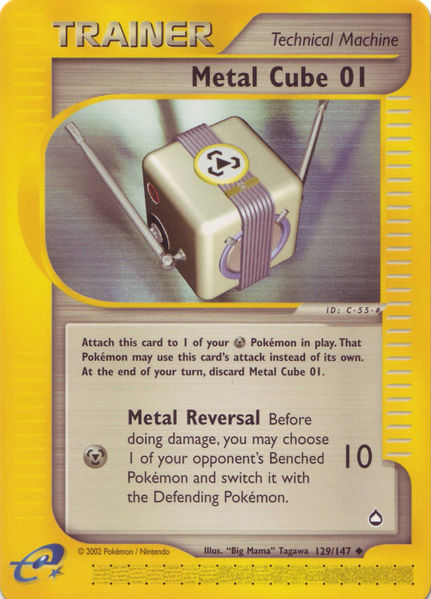 TRAINER
Technical Machine
Metal Cube 01
ID: C-55-#
Attach this card to 1 of your Pokémon in play. That
Pokémon may use this card's attack instead of its own.
At the end of your turn, discard Metal Cube 01.
Metal Reversal Before
doing damage, you may choose
1 of your opponent's Benched
Pokémon and switch it with
the Defending Pokémon.
10
e
© 2002 Pokémon / Nintendo Illus. "Big Mama" Tagawa 129/147 ◆